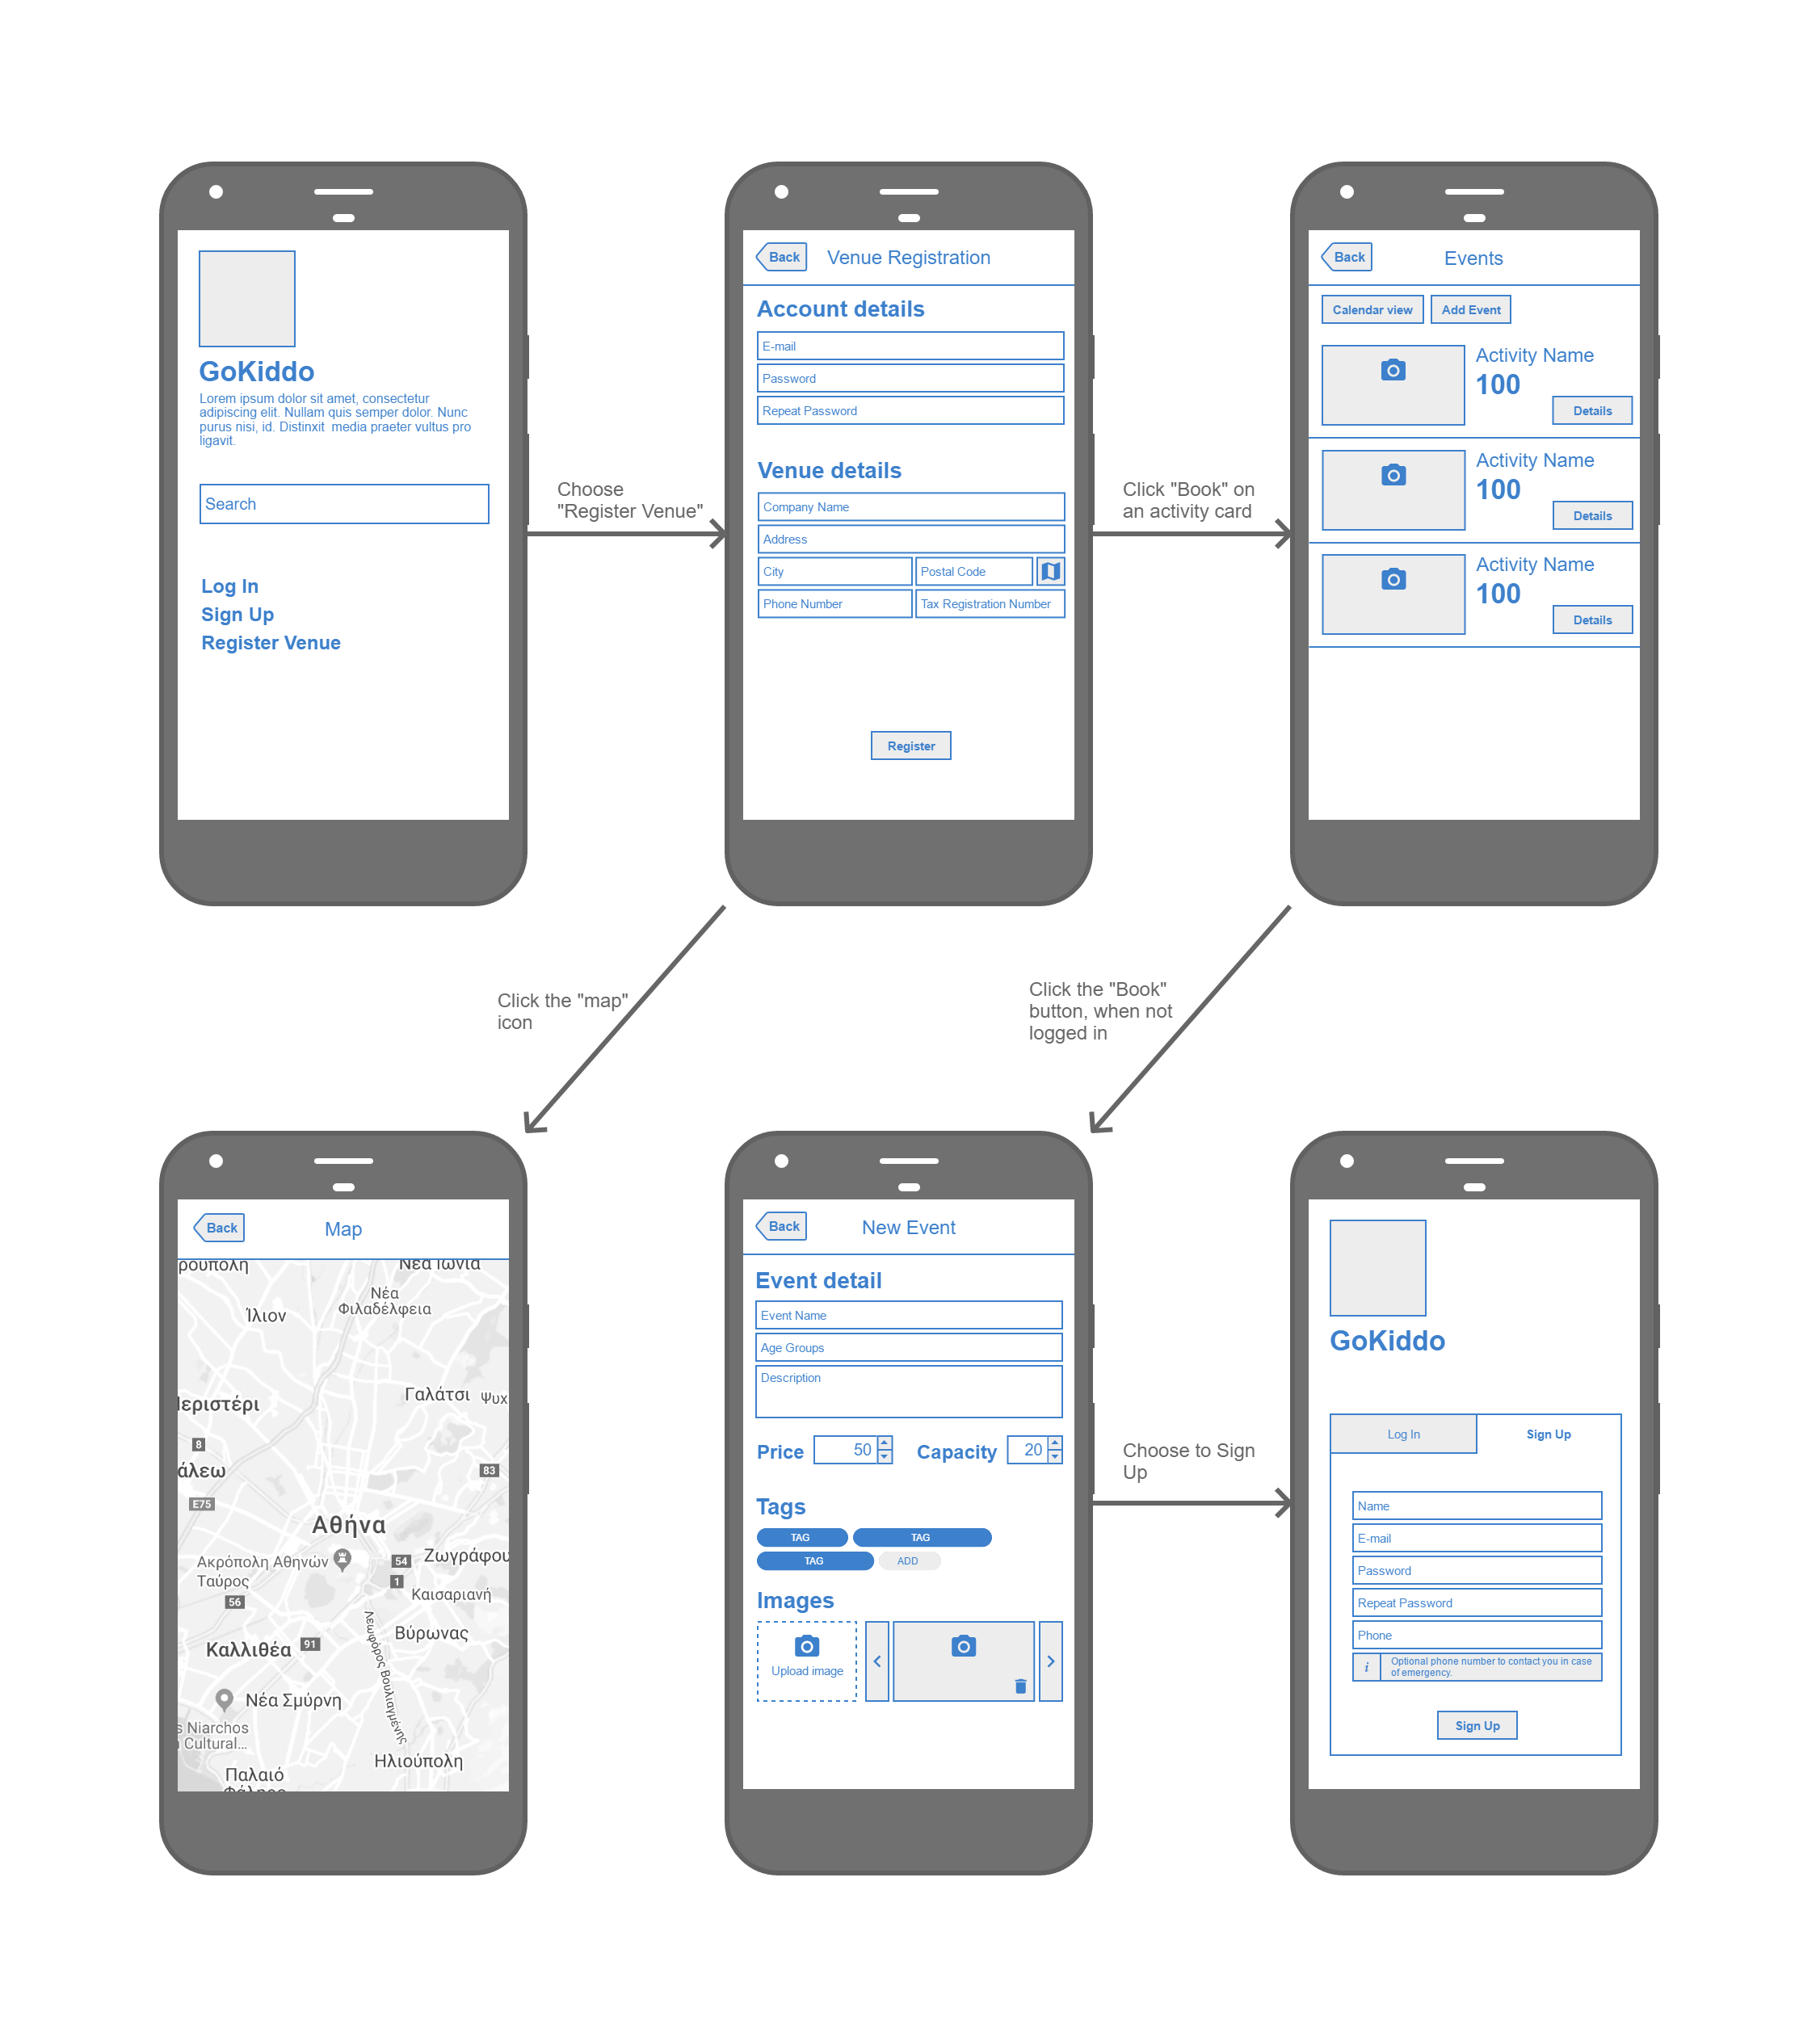 GoKiddo
Lorem ipsum dolor sit amet, consectetur
adipiscing elit. Nullam quis semper dolor. Nunc
purus nisi, id. Distinxit media praeter vultus pro
ligavit.
Search
Log In
Sign Up
Register Venue
Choose
"Register Venue"
Back
Venue Registration
Account details
E-mail
Password
Repeat Password
Venue details
Company Name
Address
City
Postal Code
Phone Number
Tax Registration Number
Register
Click "Book" on
an activity card
Back
Events
Calendar view
Add Event
Activity Name
100
Details
Activity Name
100
Details
Activity Name
100
Details
Click the "map"
icon
Click the "Book"
button, when not
logged in
Back
Map
ρούπολη
Νέα Ιωνία
Νέα
Φιλαδέλφεια
Ίλιον
Γαλάτσι
Ψυχ
εριστέρι
8
άλεω
83
E75
Αθήνα
Ακρόπολη Αθηνών
54
Ζωγράφου
Ταύρος
1
Καισαριανή
56
Λεωφόρος Βουλιαγμένης
Βύρωνας
Καλλιθέα
91
Νέα Σμύρνη
s Niarchos
Cultural...
Ηλιούπολη
Παλαιό
Φάληρο
Back
New Event
Event detail
Event Name
Age Groups
Description
Price
50
Capacity
20
Tags
TAG
TAG
TAG
ADD
Images
Upload image
Choose to Sign
Up
GoKiddo
Log In
Sign Up
Name
E-mail
Password
Repeat Password
Phone
i
Optional phone number to contact you in case
of emergency.
Sign Up